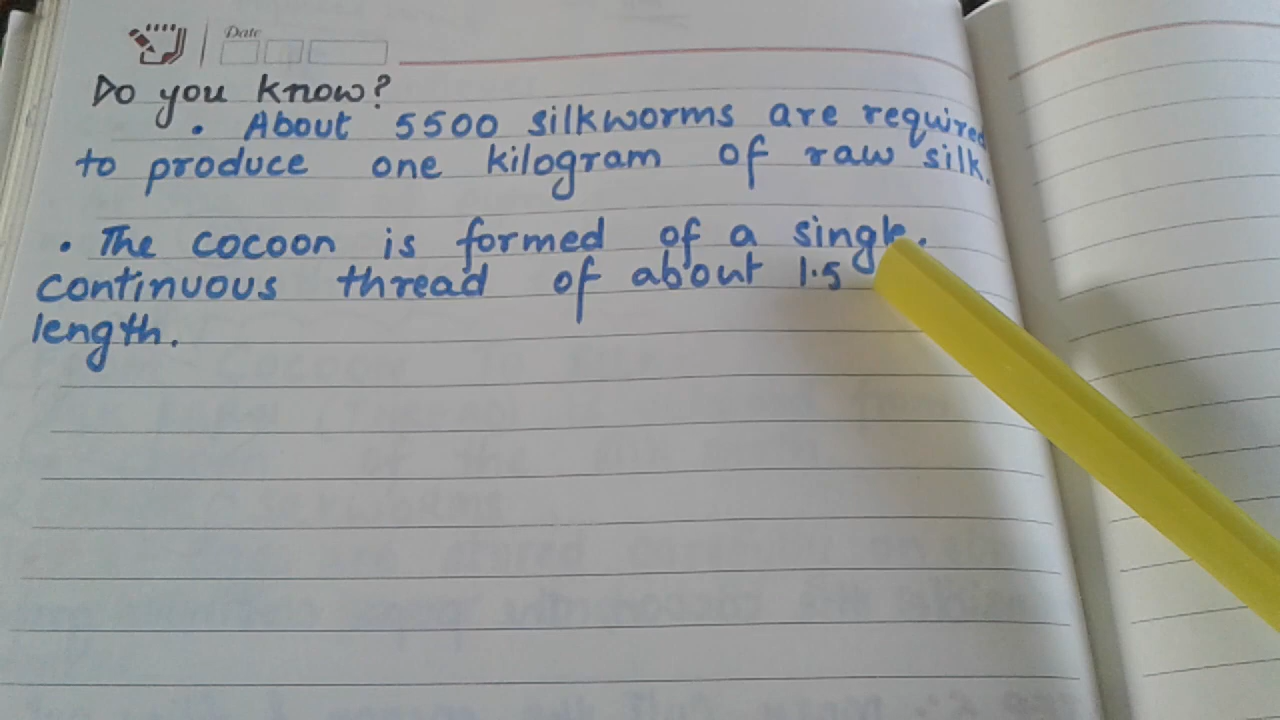 Date
Do you know?
. About 5500 silkworms are required
to produce one kilogram of raw silk.
. The cocoon is formed of a single,
continuous thread of about 1.5
length.